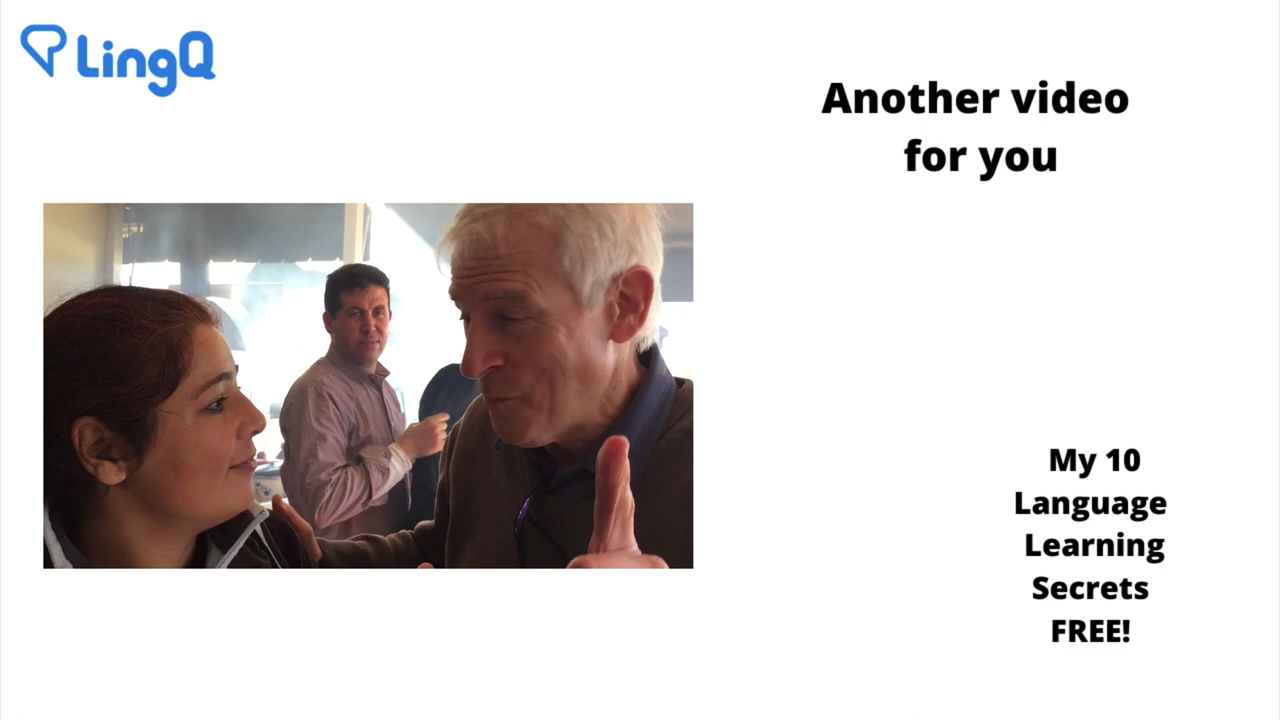 LingQ
Another video
for you
My 10
Language
Learning
Secrets
FREE!